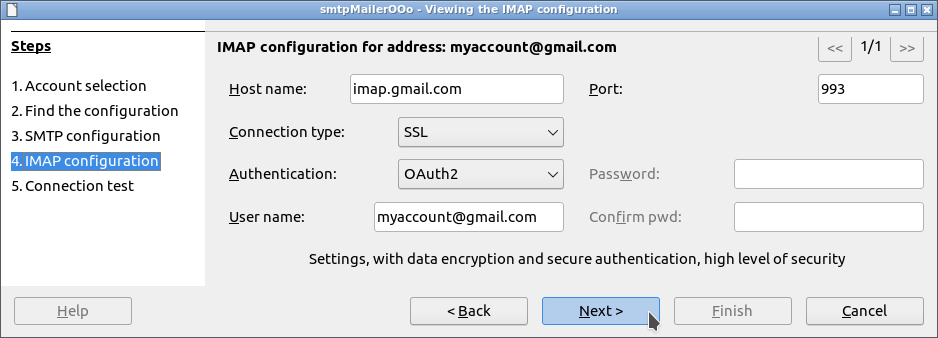 smtpMailerOOo - Viewing the IMAP configuration
Steps
1. Account selection
2. Find the configuration
3. SMTP configuration
4. IMAP configuration
5. Connection test
IMAP configuration for address: myaccount@gmail.com
<< 1/1 >>
Host name: imap.gmail.com Port: 993
Connection type: SSL
Authentication: OAuth2 Password:
User name: myaccount@gmail.com Confirm pwd:
Settings, with data encryption and secure authentication, high level of security
Help < Back Next > Finish Cancel